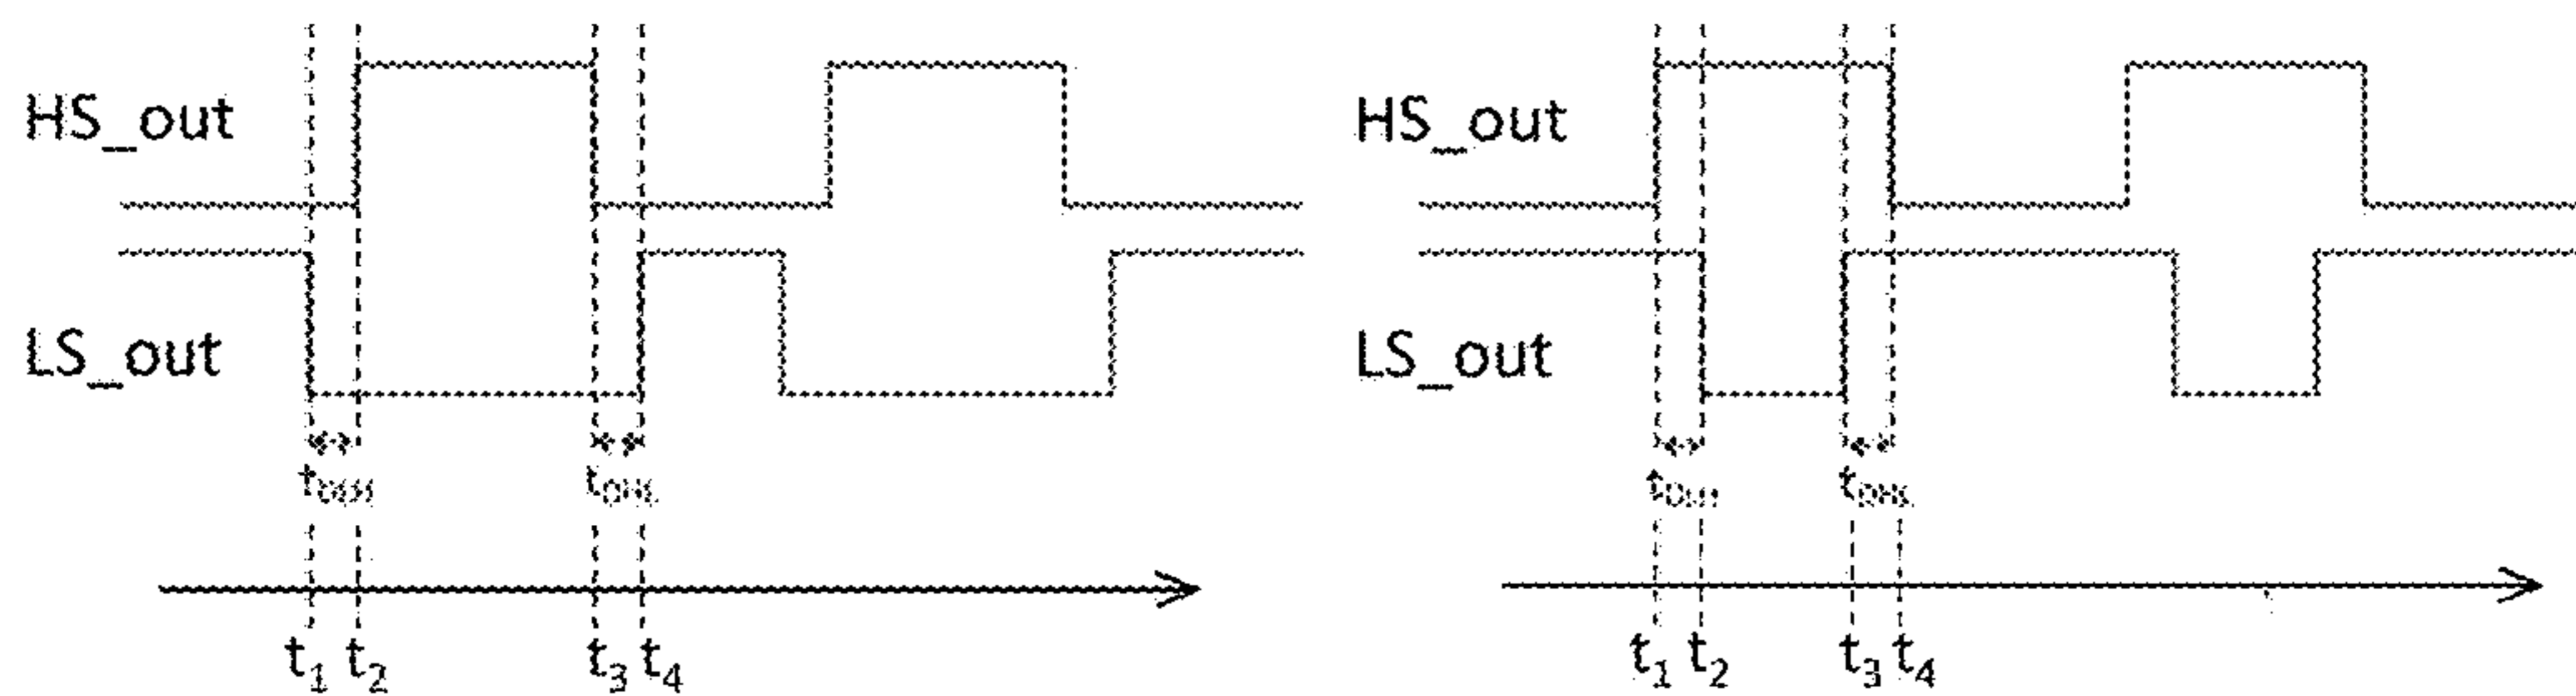 HS_out
HS_out
LS_out
LS_out
t₁ t₂ t₃ t₄
t₁ t₂ t₃ t₄